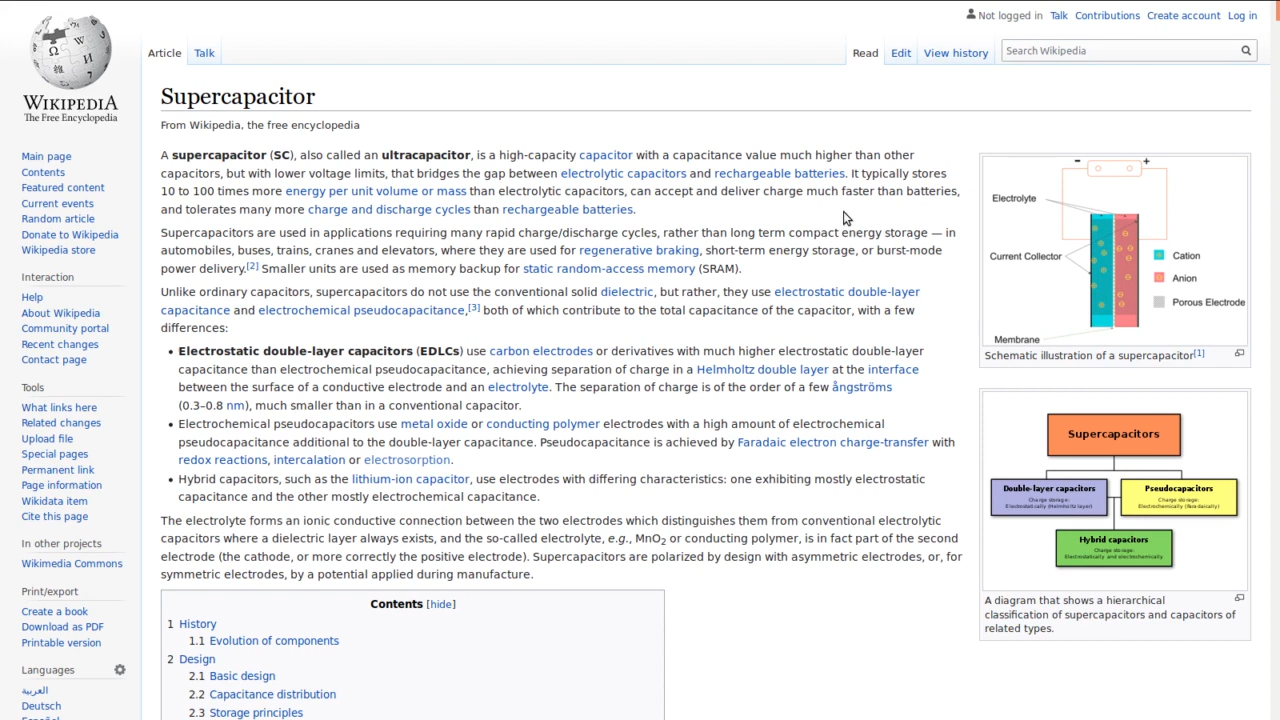 Not logged in Talk Contributions Create account Log in
Article Talk Read Edit View history Search Wikipedia
WIKIPEDIA
The Free Encyclopedia
Main page
Contents
Featured content
Current events
Random article
Donate to Wikipedia
Wikipedia store
Interaction
Help
About Wikipedia
Community portal
Recent changes
Contact page
Tools
What links here
Related changes
Upload file
Special pages
Permanent link
Page information
Wikidata item
Cite this page
In other projects
Wikimedia Commons
Print/export
Create a book
Download as PDF
Printable version
Languages
العربية
Deutsch
Supercapacitor
From Wikipedia, the free encyclopedia
A supercapacitor (SC), also called an ultracapacitor, is a high-capacity capacitor with a capacitance value much higher than other
capacitors, but with lower voltage limits, that bridges the gap between electrolytic capacitors and rechargeable batteries. It typically stores
10 to 100 times more energy per unit volume or mass than electrolytic capacitors, can accept and deliver charge much faster than batteries,
and tolerates many more charge and discharge cycles than rechargeable batteries.
Supercapacitors are used in applications requiring many rapid charge/discharge cycles, rather than long term compact energy storage — in
automobiles, buses, trains, cranes and elevators, where they are used for regenerative braking, short-term energy storage, or burst-mode
power delivery.[2] Smaller units are used as memory backup for static random-access memory (SRAM).
Unlike ordinary capacitors, supercapacitors do not use the conventional solid dielectric, but rather, they use electrostatic double-layer
capacitance and electrochemical pseudocapacitance,[3] both of which contribute to the total capacitance of the capacitor, with a few
differences:
• Electrostatic double-layer capacitors (EDLCs) use carbon electrodes or derivatives with much higher electrostatic double-layer
capacitance than electrochemical pseudocapacitance, achieving separation of charge in a Helmholtz double layer at the interface
between the surface of a conductive electrode and an electrolyte. The separation of charge is of the order of a few ångströms
(0.3–0.8 nm), much smaller than in a conventional capacitor.
• Electrochemical pseudocapacitors use metal oxide or conducting polymer electrodes with a high amount of electrochemical
pseudocapacitance additional to the double-layer capacitance. Pseudocapacitance is achieved by Faradaic electron charge-transfer with
redox reactions, intercalation or electrosorption.
• Hybrid capacitors, such as the lithium-ion capacitor, use electrodes with differing characteristics: one exhibiting mostly electrostatic
capacitance and the other mostly electrochemical capacitance.
The electrolyte forms an ionic conductive connection between the two electrodes which distinguishes them from conventional electrolytic
capacitors where a dielectric layer always exists, and the so-called electrolyte, e.g., MnO2 or conducting polymer, is in fact part of the second
electrode (the cathode, or more correctly the positive electrode). Supercapacitors are polarized by design with asymmetric electrodes, or, for
symmetric electrodes, by a potential applied during manufacture.
Contents [hide]
1 History
1.1 Evolution of components
2 Design
2.1 Basic design
2.2 Capacitance distribution
2.3 Storage principles
- +
Electrolyte
Current Collector
Cation
Anion
Porous Electrode
Membrane
Schematic illustration of a supercapacitor[1]
Supercapacitors
Double-layer capacitors
Charge storage:
Electrostatically (Helmholtz layer)
Pseudocapacitors
Charge storage:
Electrochemically (Faradaically)
Hybrid capacitors
Charge storage:
Electrostatically and electrochemically
A diagram that shows a hierarchical
classification of supercapacitors and capacitors of
related types.